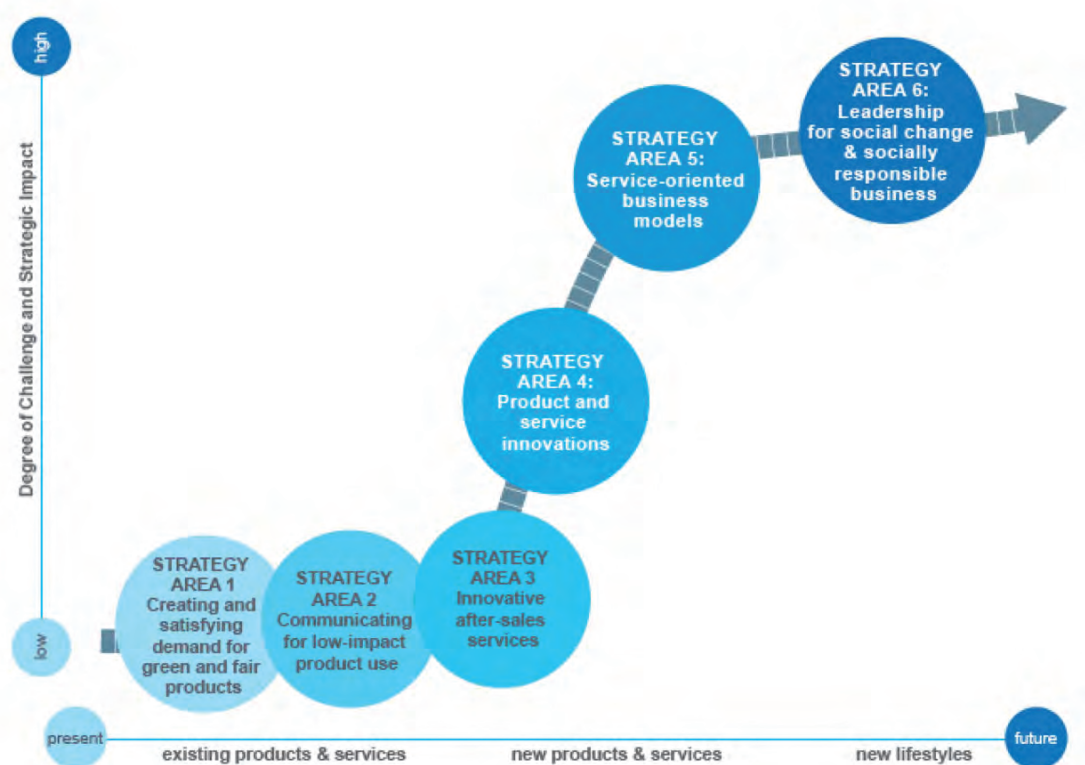 high
Degree of Challenge and Strategic Impact
low
STRATEGY
AREA 1
Creating and
satisfying
demand for
green and fair
products
STRATEGY
AREA 2
Communicating
for low-impact
product use
STRATEGY
AREA 3
Innovative
after-sales
services
STRATEGY
AREA 4:
Product and
service
innovations
STRATEGY
AREA 5:
Service-oriented
business
models
STRATEGY
AREA 6:
Leadership
for social change
& socially
responsible
business
present
existing products & services
new products & services
new lifestyles
future